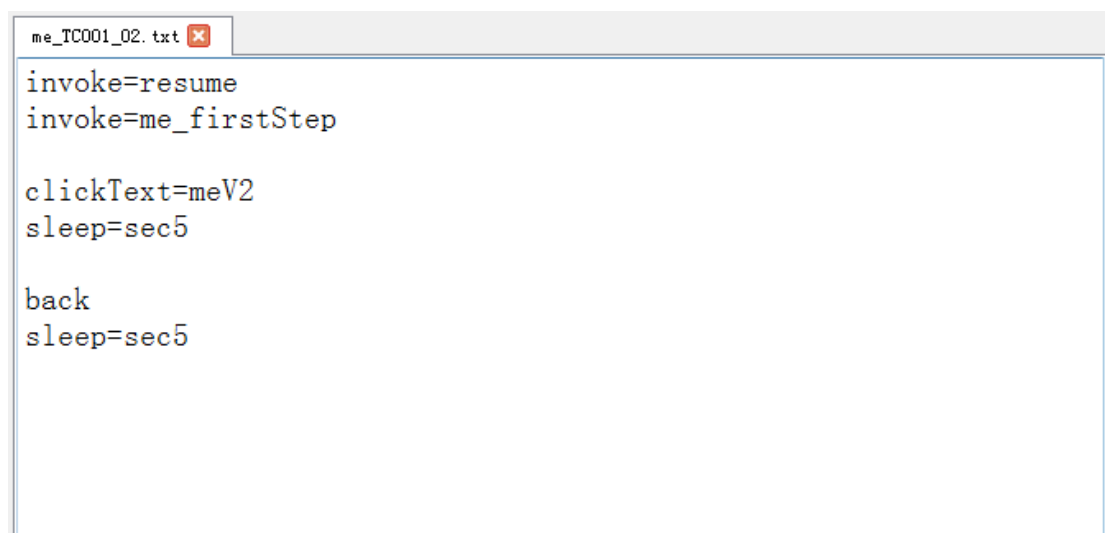 me_TC001_02.txt
invoke=resume
invoke=me_firstStep
clickText=meV2
sleep=sec5
back
sleep=sec5